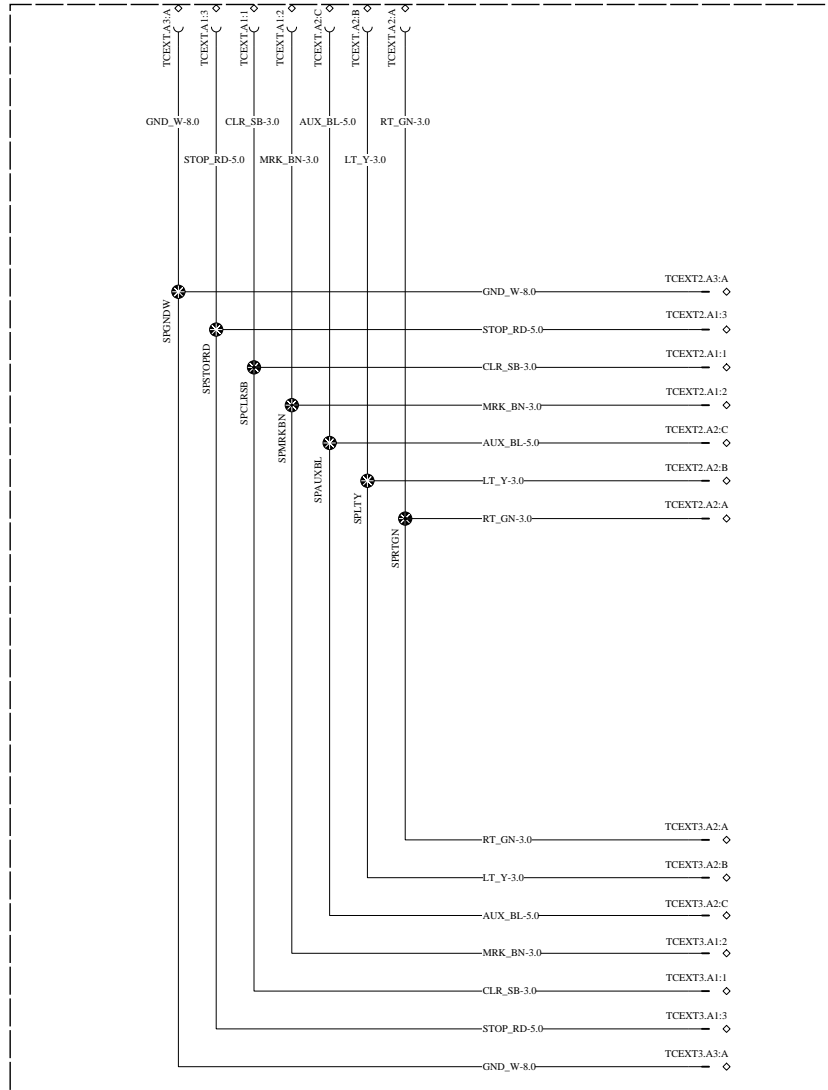 TCEXT.A3:A
TCEXT.A1:3
TCEXT.A1:1
TCEXT.A1:2
TCEXT.A2:C
TCEXT.A2:B
TCEXT.A2:A
GND_W-8.0
CLR_SB-3.0
AUX_BL-5.0
RT_GN-3.0
STOP_RD-5.0
MRK_BN-3.0
LT_Y-3.0
SPGNDW
SPSTOPRD
SPCLRSB
SPMRKBN
SPAUXBL
SPLTY
SPRTGN
GND_W-8.0
TCEXT2.A3:A
STOP_RD-5.0
TCEXT2.A1:3
CLR_SB-3.0
TCEXT2.A1:1
MRK_BN-3.0
TCEXT2.A1:2
AUX_BL-5.0
TCEXT2.A2:C
LT_Y-3.0
TCEXT2.A2:B
RT_GN-3.0
TCEXT2.A2:A
RT_GN-3.0
TCEXT3.A2:A
LT_Y-3.0
TCEXT3.A2:B
AUX_BL-5.0
TCEXT3.A2:C
MRK_BN-3.0
TCEXT3.A1:2
CLR_SB-3.0
TCEXT3.A1:1
STOP_RD-5.0
TCEXT3.A1:3
GND_W-8.0
TCEXT3.A3:A